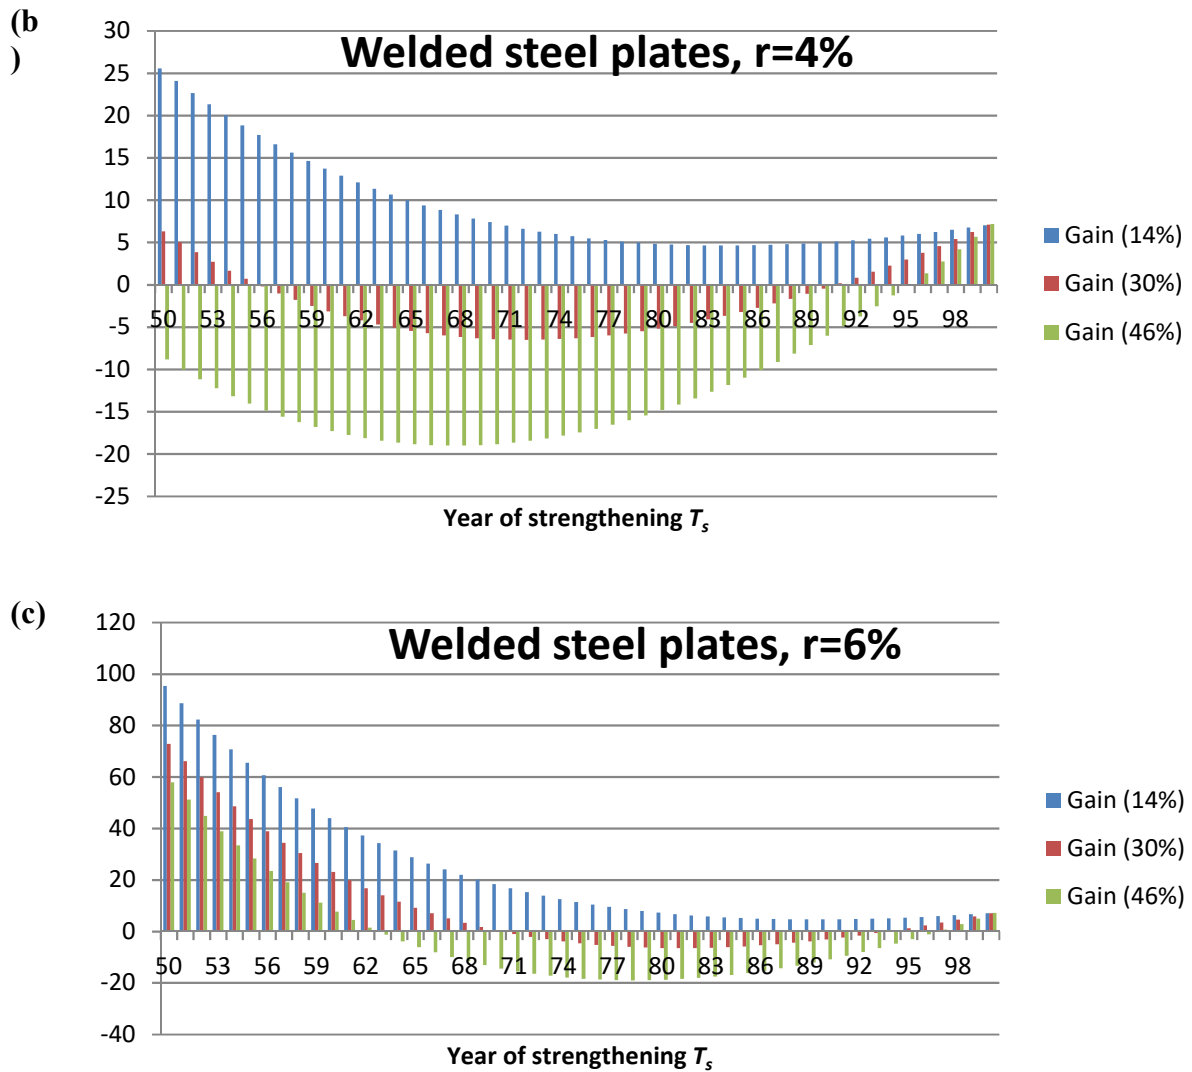 (b
)
Welded steel plates, r=4%
30
25
20
15
10
5
0
-5
-10
-15
-20
-25
50 53 56 59 62 65 68 71 74 77 80 83 86 89 92 95 98
Year of strengthening Ts
Gain (14%)
Gain (30%)
Gain (46%)
(c)
Welded steel plates, r=6%
120
100
80
60
40
20
0
-20
-40
50 53 56 59 62 65 68 71 74 77 80 83 86 89 92 95 98
Year of strengthening Ts
Gain (14%)
Gain (30%)
Gain (46%)